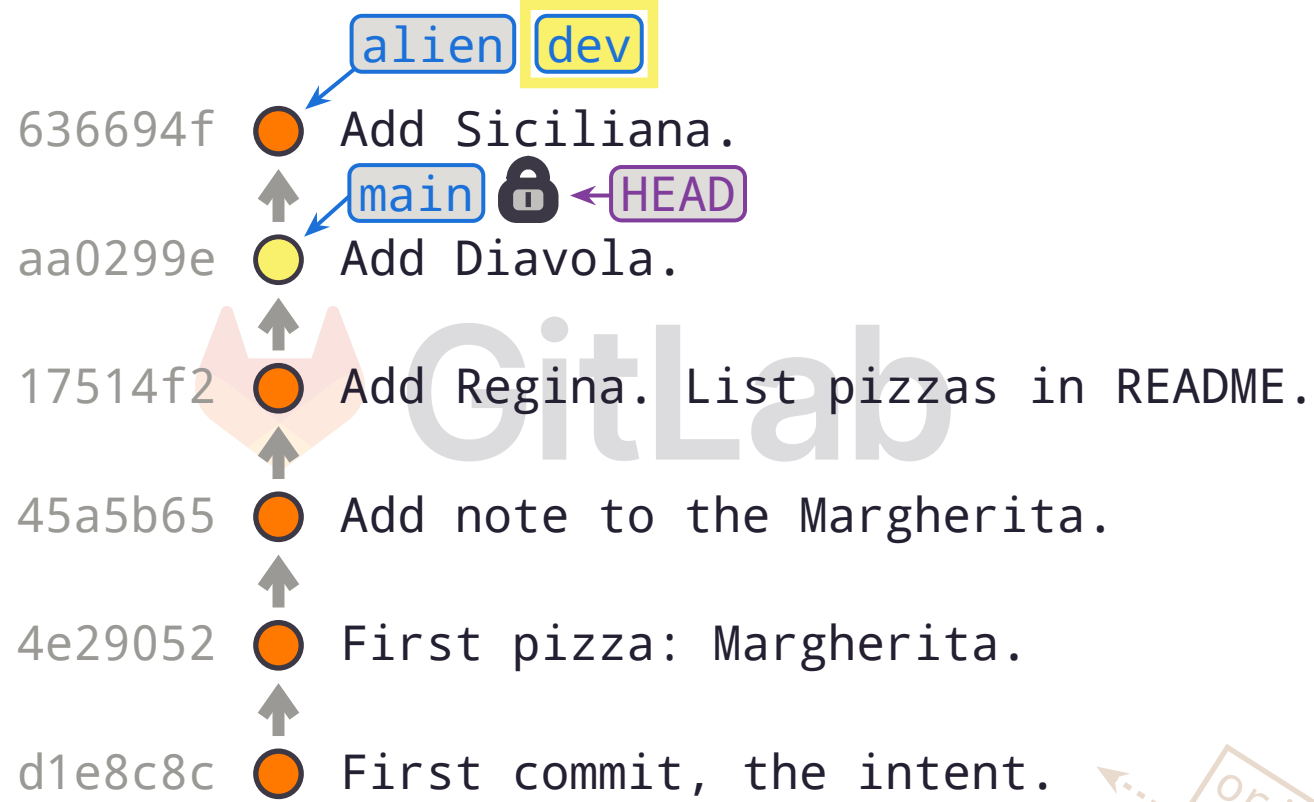 alien dev
636694f Add Siciliana.
main HEAD
aa0299e Add Diavola.
GitLab
17514f2 Add Regina. List pizzas in README.
45a5b65 Add note to the Margherita.
4e29052 First pizza: Margherita.
d1e8c8c First commit, the intent.